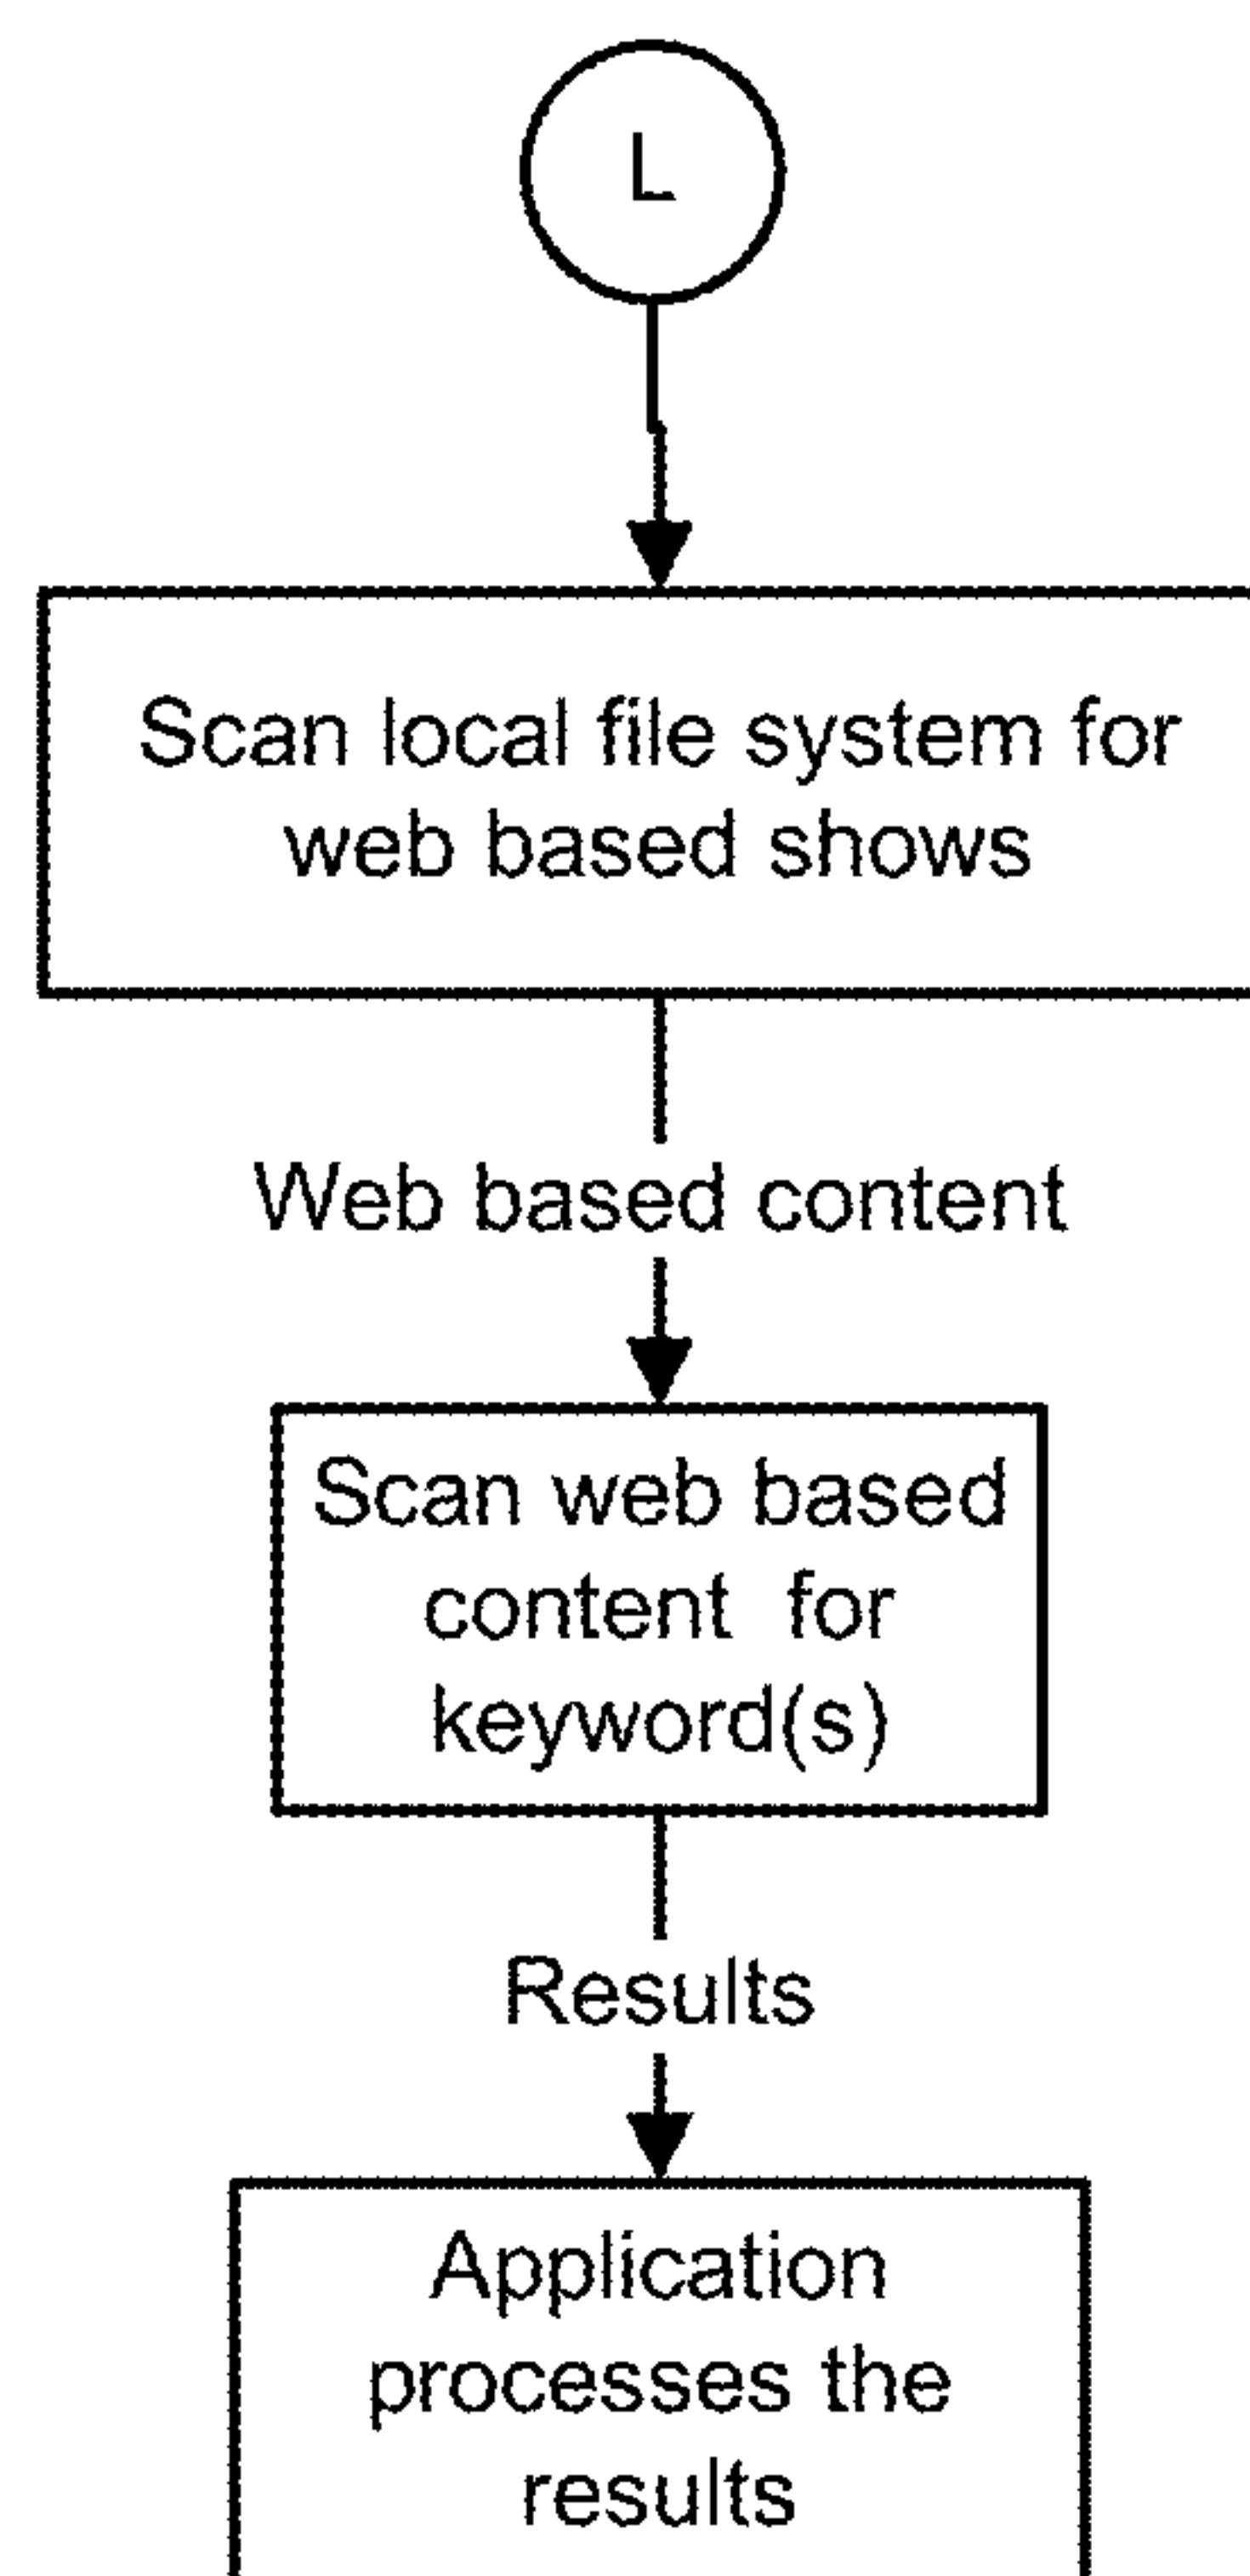 L
Scan local file system for
web based shows
Web based content
Scan web based
content for
keyword(s)
Results
Application
processes the
results